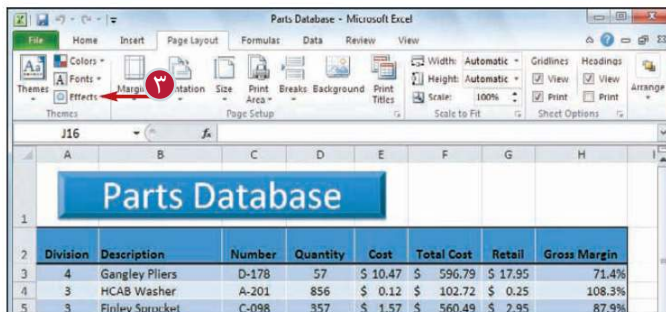 Parts Database - Microsoft Excel
File Home Insert Page Layout Formulas Data Review View
Colors
Fonts
Effects
Themes
Size
Print Area
Breaks
Background
Print Titles
Width: Automatic
Height: Automatic
Scale: 100%
Gridlines
View
Print
Headings
View
Print
Arrange
Themes Page Setup Scale to Fit Sheet Options
٣
J16 fx
A B C D E F G H I
1 Parts Database
2 Division Description Number Quantity Cost Total Cost Retail Gross Margin
3 4 Gangley Pliers D-178 57 $ 10.47 $ 596.79 $ 17.95 71.4%
4 3 HCAB Washer A-201 856 $ 0.12 $ 102.72 $ 0.25 108.3%
5 3 Finley Sprocket C-098 357 $ 1.57 $ 560.49 $ 2.95 87.9%